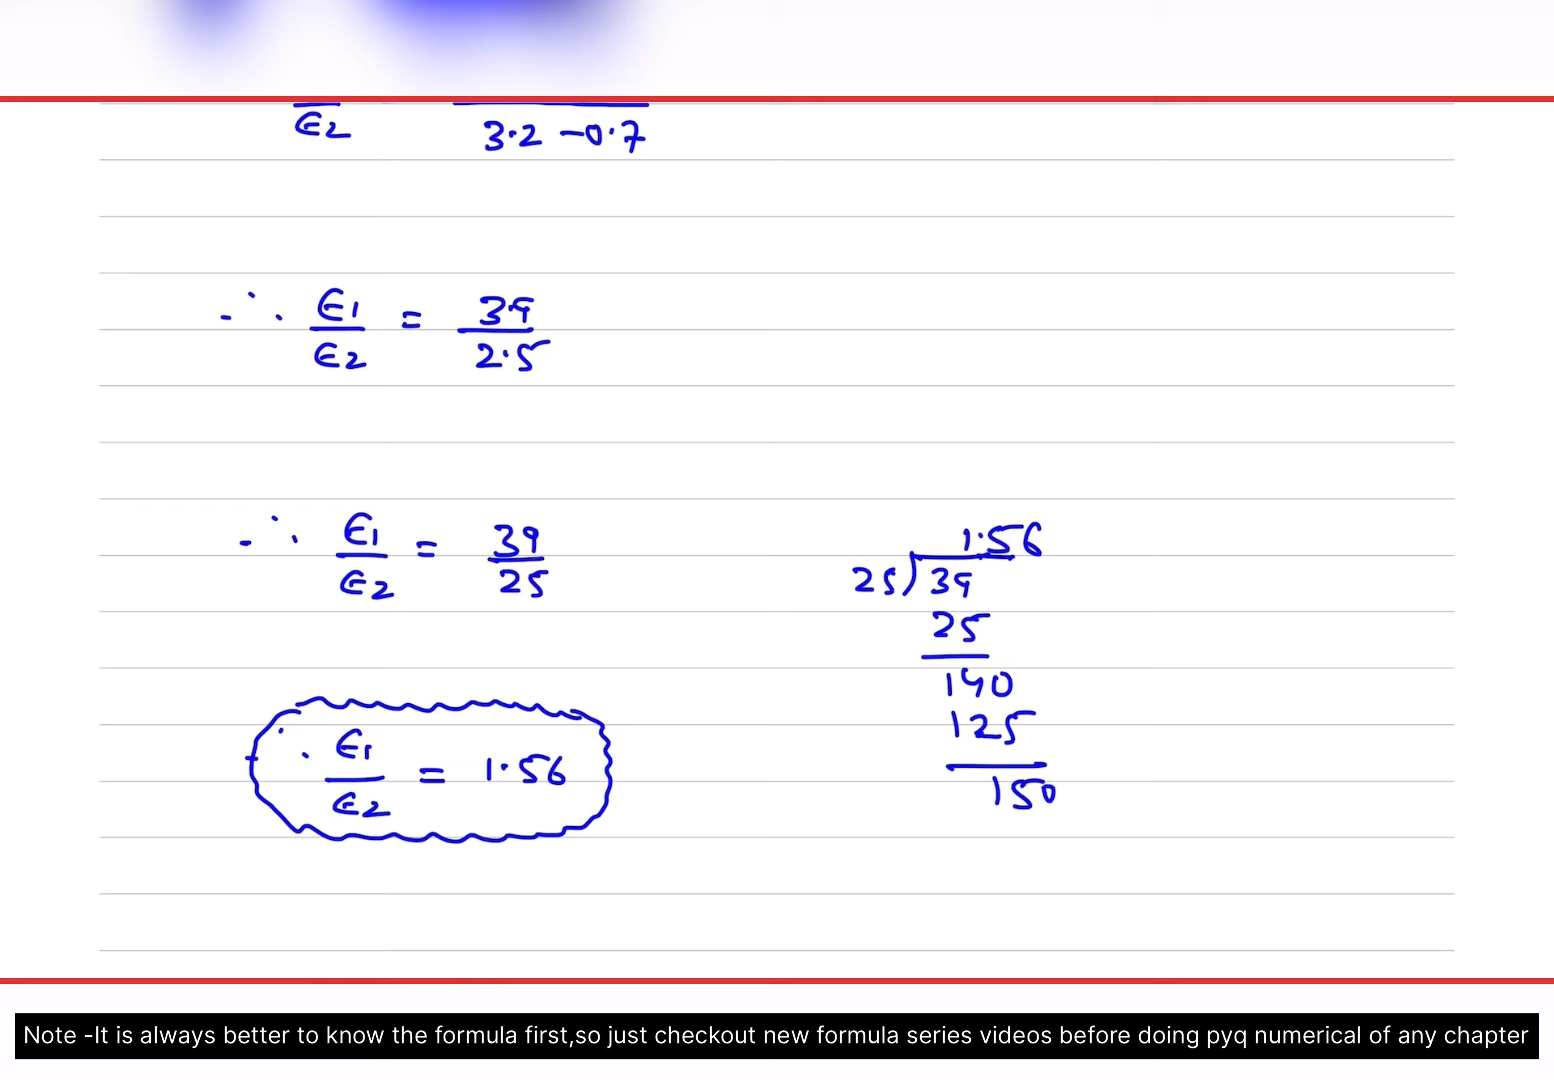 ϵ2 3.2 -0.7
∴ ϵ1/ϵ2 = 3.9/2.5
∴ ϵ1/ϵ2 = 39/25
∴ ϵ1/ϵ2 = 1.56
1.56
25)39
25
140
125
150
Note -It is always better to know the formula first,so just checkout new formula series videos before doing pyq numerical of any chapter